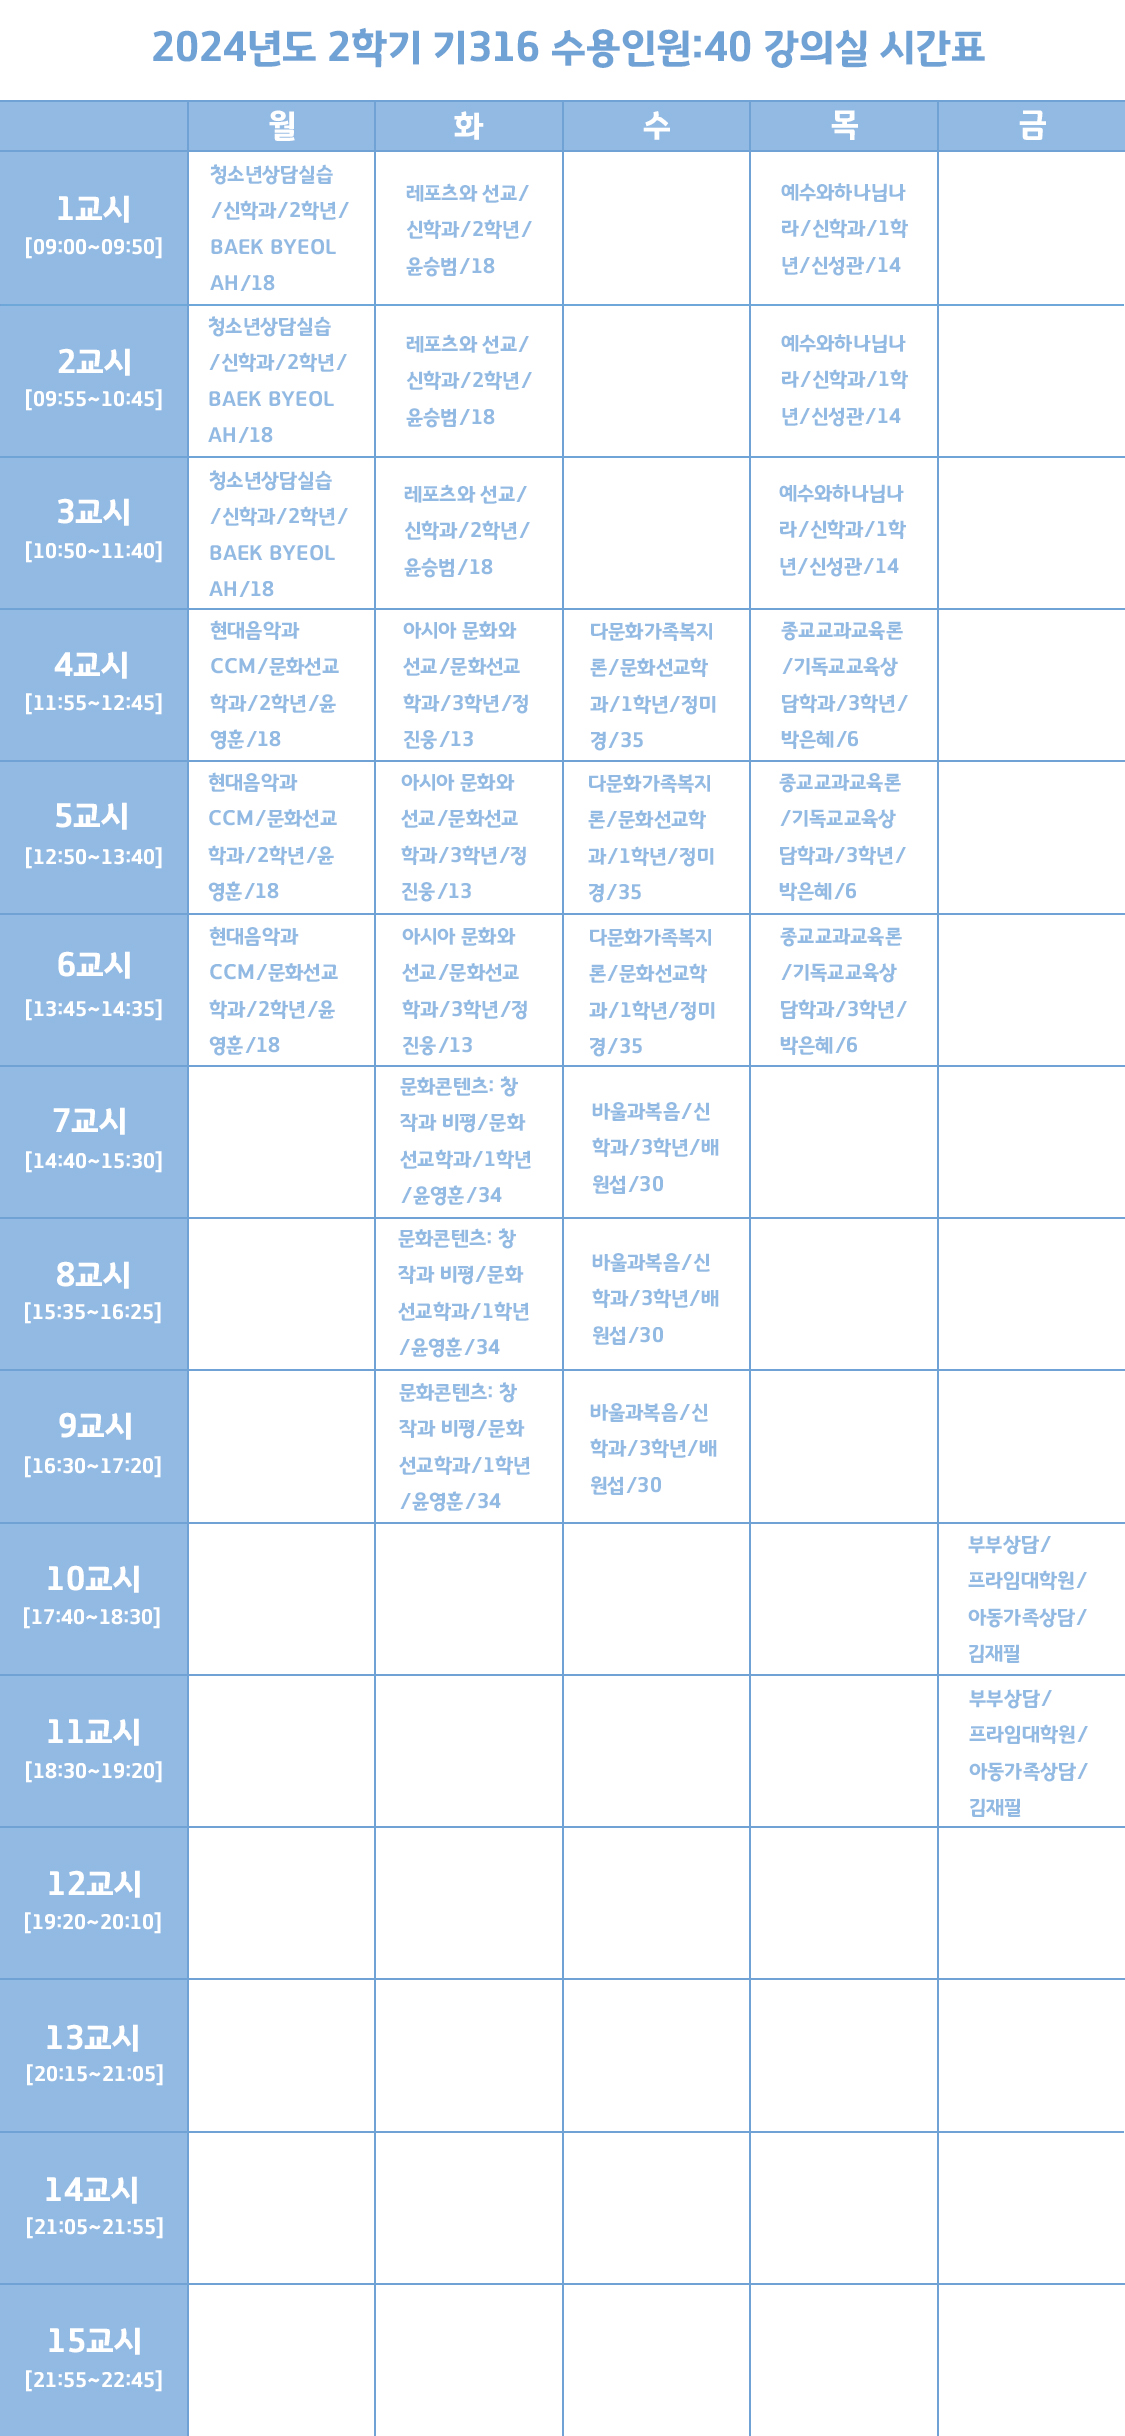 2024년도 2학기 기316 수용인원:40 강의실 시간표
월
화
수
목
금
1교시
[09:00~09:50]
청소년상담실습
/신학과/2학년/
BAEK BYEOL
AH/18
레포츠와 선교/
신학과/2학년/
윤승범/18
예수와하나님나
라/신학과/1학
년/신성관/14
2교시
[09:55~10:45]
청소년상담실습
/신학과/2학년/
BAEK BYEOL
AH/18
레포츠와 선교/
신학과/2학년/
윤승범/18
예수와하나님나
라/신학과/1학
년/신성관/14
3교시
[10:50~11:40]
청소년상담실습
/신학과/2학년/
BAEK BYEOL
AH/18
레포츠와 선교/
신학과/2학년/
윤승범/18
예수와하나님나
라/신학과/1학
년/신성관/14
4교시
[11:55~12:45]
현대음악과
CCM/문화선교
학과/2학년/윤
영훈/18
아시아 문화와
선교/문화선교
학과/3학년/정
진웅/13
다문화가족복지
론/문화선교학
과/1학년/정미
경/35
종교교과교육론
/기독교교육상
담학과/3학년/
박은혜/6
5교시
[12:50~13:40]
현대음악과
CCM/문화선교
학과/2학년/윤
영훈/18
아시아 문화와
선교/문화선교
학과/3학년/정
진웅/13
다문화가족복지
론/문화선교학
과/1학년/정미
경/35
종교교과교육론
/기독교교육상
담학과/3학년/
박은혜/6
6교시
[13:45~14:35]
현대음악과
CCM/문화선교
학과/2학년/윤
영훈/18
아시아 문화와
선교/문화선교
학과/3학년/정
진웅/13
다문화가족복지
론/문화선교학
과/1학년/정미
경/35
종교교과교육론
/기독교교육상
담학과/3학년/
박은혜/6
7교시
[14:40~15:30]
문화콘텐츠: 창
작과 비평/문화
선교학과/1학년
/윤영훈/34
바울과복음/신
학과/3학년/배
원섭/30
8교시
[15:35~16:25]
문화콘텐츠: 창
작과 비평/문화
선교학과/1학년
/윤영훈/34
바울과복음/신
학과/3학년/배
원섭/30
9교시
[16:30~17:20]
문화콘텐츠: 창
작과 비평/문화
선교학과/1학년
/윤영훈/34
바울과복음/신
학과/3학년/배
원섭/30
10교시
[17:40~18:30]
부부상담/
프라임대학원/
아동가족상담/
김재필
11교시
[18:30~19:20]
부부상담/
프라임대학원/
아동가족상담/
김재필
12교시
[19:20~20:10]
13교시
[20:15~21:05]
14교시
[21:05~21:55]
15교시
[21:55~22:45]